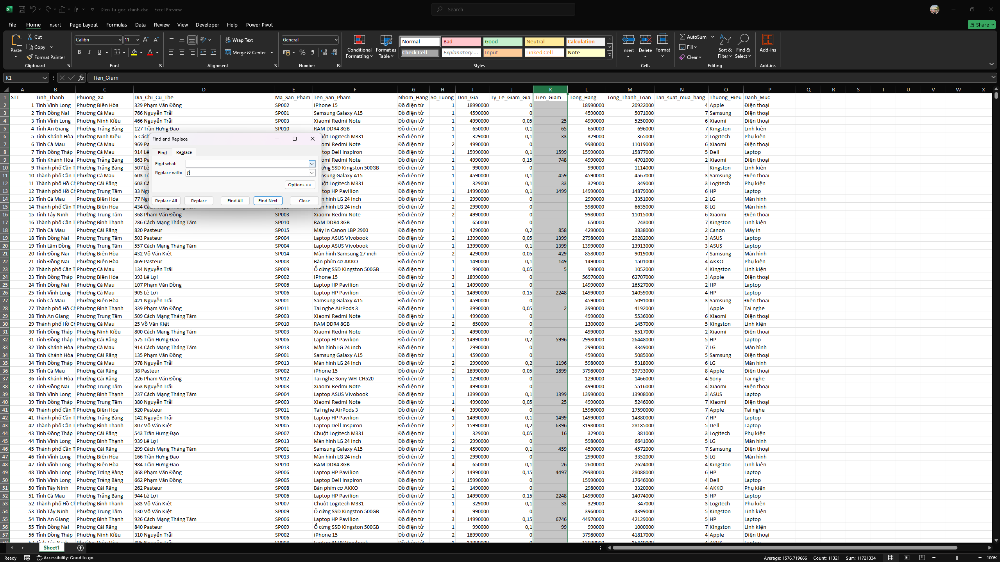 Dlen_tu_goc_chinh.xlsx - Excel Preview
Search
File Home Insert Page Layout Formulas Data Review View Developer Help Power Pivot
Share
Paste Cut Copy Format Painter Clipboard
Calibri 11 B I U Font
Wrap Text Merge & Center Alignment
General % Number
Conditional Formatting Format as Table
Normal Bad Good Neutral Calculation
Check Cell Explanatory ... Input Linked Cell Note
Styles
Insert Delete Format Cells
AutoSum Fill Clear Sort & Filter Find & Select Editing
Add-ins Add-ins
K1 fx Tien_Giam
A B C D E F G H I J K L M N O P Q R S T U V W X
1 STT Tinh_Thanh Phuong_Xa Dia_Chi_Cu_The Ma_San_Pham Ten_San_Pham Nhom_Hang So_Luong Don_Gia Ty_Le_Giam_Gia Tien_Giam Tong_Hang Tong_Thanh_Toan Tan_suat_mua_hang Thuong_Hieu Danh_Muc
2 1 Tỉnh Vĩnh Long Phường Biên Hòa 329 Phạm Văn Đồng SP002 iPhone 15 Đồ điện tử 1 18990000 0 18990000 20922000 4 Apple Điện thoại
3 2 Tỉnh Đồng Nai Phường Cà Mau 766 Nguyễn Trãi SP001 Samsung Galaxy A15 Đồ điện tử 1 4590000 0 4590000 5071000 7 Samsung Điện thoại
4 3 Tỉnh Vĩnh Long Phường Ninh Kiều 466 Nguyễn Trãi SP003 Xiaomi Redmi Note Đồ điện tử 1 4990000 0,05 25 4990000 5250000 6 Xiaomi Điện thoại
5 4 Tỉnh An Giang Phường Trảng Bàng 127 Trần Hưng Đạo SP010 RAM DDR4 8GB Đồ điện tử 1 650000 0,1 65 650000 696000 7 Kingston Linh kiện
6 5 Tỉnh Khánh Hòa Phường Ninh Kiều 6 Cách huột Logitech M331 Đồ điện tử 1 329000 0,1 33 329000 365000 2 Logitech Phụ kiện
7 6 Tỉnh Cà Mau Phường Cà Mau 969 Pa omi Redmi Note Đồ điện tử 2 4990000 0 9980000 11019000 6 Xiaomi Điện thoại
8 7 Tỉnh Đồng Tháp Phường Cà Mau 914 Lê top Dell Inspiron Đồ điện tử 1 15990000 0,1 1599 15990000 15877000 5 Dell Laptop
9 8 Tỉnh Khánh Hòa Phường Trảng Bàng 863 Pa omi Redmi Note Đồ điện tử 1 4990000 0,15 748 4990000 4701000 2 Xiaomi Điện thoại
10 9 Thành phố Cần T Phường Trảng Bàng 507 Lê cứng SSD Kingston 500GB Đồ điện tử 1 990000 0 990000 1114000 Kingston Linh kiện
11 10 Thành phố Cần T Phường Cà Mau 603 Trầ nsung Galaxy A15 Đồ điện tử 1 4590000 0,1 459 4590000 4567000 3 Samsung Điện thoại
12 11 Thành phố Hồ Ch Phường Cái Răng 603 Cá uột Logitech M331 Đồ điện tử 1 329000 0,1 33 329000 349000 3 Logitech Phụ kiện
13 12 Thành phố Hồ Ch Phường Trung Tâm 33 Ngu top HP Pavilion Đồ điện tử 1 14990000 0,1 1499 14990000 14879000 6 HP Laptop
14 13 Tỉnh Cà Mau Phường Biên Hòa 77 Ngu n hình LG 24 inch Đồ điện tử 1 2990000 0 2990000 3351000 2 LG Màn hình
15 14 Thành phố Cần T Phường Biên Hòa 434 Cách Mạng Tháng Tám n hình LG 24 inch Đồ điện tử 2 2990000 0 5980000 6635000 8 LG Màn hình
16 15 Tỉnh Tây Ninh Phường Trung Tâm 368 Phạm Văn Đồng SP003 Xiaomi Redmi Note Đồ điện tử 2 4990000 0 9980000 11015000 6 Xiaomi Điện thoại
17 16 Thành phố Cần T Phường Bình Thạnh 786 Cách Mạng Tháng Tám SP010 RAM DDR4 8GB Đồ điện tử 1 650000 0 650000 743000 7 Kingston Linh kiện
18 17 Tỉnh Cà Mau Phường Cái Răng 820 Pasteur SP015 Máy in Canon LBP 2900 Đồ điện tử 1 4290000 0,2 858 4290000 3838000 2 Canon Máy in
19 18 Tỉnh Đồng Nai Phường Trung Tâm 503 Pasteur SP004 Laptop ASUS Vivobook Đồ điện tử 2 13990000 0,05 1399 27980000 29282000 3 ASUS Laptop
20 19 Tỉnh Lâm Đồng Phường Trung Tâm 557 Cách Mạng Tháng Tám SP004 Laptop ASUS Vivobook Đồ điện tử 1 13990000 0,1 1399 13990000 13913000 3 ASUS Laptop
21 20 Tỉnh Đồng Nai Phường Biên Hòa 432 Võ Văn Kiệt SP014 Màn hình Samsung 27 inch Đồ điện tử 2 4290000 0,05 429 8580000 9019000 7 Samsung Màn hình
22 21 Tỉnh Đồng Nai Phường Biên Hòa 469 Pasteur SP008 Bàn phím cơ AKKO Đồ điện tử 1 1490000 0,1 149 1490000 1501000 4 AKKO Phụ kiện
23 22 Thành phố Cần T Phường Cà Mau 134 Nguyễn Trãi SP009 Ổ cứng SSD Kingston 500GB Đồ điện tử 1 990000 0,05 5 990000 1052000 4 Kingston Linh kiện
24 23 Tỉnh Đồng Tháp Phường Biên Hòa 393 Lê Lợi SP002 iPhone 15 Đồ điện tử 3 18990000 0 56970000 62707000 3 Apple Điện thoại
25 24 Tỉnh Đồng Nai Phường Cà Mau 107 Phạm Văn Đồng SP006 Laptop HP Pavilion Đồ điện tử 1 14990000 0 14990000 16527000 2 HP Laptop
26 25 Tỉnh Vĩnh Long Phường Cà Mau 905 Lê Lợi SP006 Laptop HP Pavilion Đồ điện tử 1 14990000 0,15 2248 14990000 14059000 4 HP Laptop
27 26 Tỉnh Cà Mau Phường Biên Hòa 421 Nguyễn Trãi SP001 Samsung Galaxy A15 Đồ điện tử 1 4590000 0 4590000 5091000 3 Samsung Điện thoại
28 27 Thành phố Hồ Ch Phường Bình Thạnh 339 Phạm Văn Đồng SP011 Tai nghe AirPods 3 Đồ điện tử 1 3990000 0,05 2 3990000 4192000 Apple Tai nghe
29 28 Tỉnh An Giang Phường Trung Tâm 509 Cách Mạng Tháng Tám SP003 Xiaomi Redmi Note Đồ điện tử 1 4990000 0 4990000 5536000 6 Xiaomi Điện thoại
30 29 Thành phố Hồ Ch Phường Cà Mau 25 Võ Văn Kiệt SP010 RAM DDR4 8GB Đồ điện tử 2 650000 0 1300000 1457000 5 Kingston Linh kiện
31 30 Tỉnh Đồng Tháp Phường Ninh Kiều 800 Cách Mạng Tháng Tám SP003 Xiaomi Redmi Note Đồ điện tử 1 4990000 0 4990000 5517000 2 Xiaomi Điện thoại
32 31 Tỉnh Đồng Tháp Phường Cái Răng 575 Trần Hưng Đạo SP006 Laptop HP Pavilion Đồ điện tử 2 14990000 0,2 5996 29980000 26448000 5 HP Laptop
33 32 Tỉnh Khánh Hòa Phường Cà Mau 914 Cách Mạng Tháng Tám SP013 Màn hình LG 24 inch Đồ điện tử 1 2990000 0 2990000 3349000 7 LG Màn hình
34 33 Tỉnh Khánh Hòa Phường Cái Răng 135 Phạm Văn Đồng SP001 Samsung Galaxy A15 Đồ điện tử 1 4590000 0 4590000 5085000 5 Samsung Điện thoại
35 34 Tỉnh Đồng Tháp Phường Cà Mau 978 Nguyễn Trãi SP013 Màn hình LG 24 inch Đồ điện tử 2 2990000 0,2 1196 5980000 5318000 6 LG Màn hình
36 35 Tỉnh Cà Mau Phường Cái Răng 38 Pasteur SP002 iPhone 15 Đồ điện tử 2 18990000 0,05 1899 37980000 39733000 8 Apple Điện thoại
37 36 Tỉnh Khánh Hòa Phường Cái Răng 226 Phạm Văn Đồng SP012 Tai nghe Sony WH-CH520 Đồ điện tử 1 1290000 0 1290000 1466000 4 Sony Tai nghe
38 37 Tỉnh Đồng Nai Phường Trung Tâm 663 Nguyễn Trãi SP003 Xiaomi Redmi Note Đồ điện tử 1 4990000 0 4990000 5516000 4 Xiaomi Điện thoại
39 38 Tỉnh Vĩnh Long Phường Bình Thạnh 237 Cách Mạng Tháng Tám SP004 Laptop ASUS Vivobook Đồ điện tử 1 13990000 0,1 1399 13990000 13908000 3 ASUS Laptop
40 39 Tỉnh Đồng Tháp Phường Trung Tâm 380 Nguyễn Trãi SP003 Xiaomi Redmi Note Đồ điện tử 1 4990000 0,05 25 4990000 5246000 7 Xiaomi Điện thoại
41 40 Thành phố Cần T Phường Biên Hòa 520 Pasteur SP011 Tai nghe AirPods 3 Đồ điện tử 4 3990000 0 15960000 17590000 7 Apple Tai nghe
42 41 Thành phố Cần T Phường Trảng Bàng 142 Nguyễn Trãi SP006 Laptop HP Pavilion Đồ điện tử 1 14990000 0,1 1499 14990000 14880000 7 HP Laptop
43 42 Thành phố Cần T Phường Bình Thạnh 807 Võ Văn Kiệt SP005 Laptop Dell Inspiron Đồ điện tử 2 15990000 0,2 6396 31980000 28185000 5 Dell Laptop
44 43 Tỉnh Đồng Tháp Phường Cái Răng 543 Trần Hưng Đạo SP007 Chuột Logitech M331 Đồ điện tử 1 329000 0,05 16 329000 381000 3 Logitech Phụ kiện
45 44 Tỉnh Vĩnh Long Phường Bình Thạnh 939 Lê Lợi SP013 Màn hình LG 24 inch Đồ điện tử 2 2990000 0 5980000 6641000 5 LG Màn hình
46 45 Thành phố Cần T Phường Cái Răng 299 Cách Mạng Tháng Tám SP001 Samsung Galaxy A15 Đồ điện tử 1 4590000 0,1 459 4590000 4572000 7 Samsung Điện thoại
47 46 Tỉnh Vĩnh Long Phường Biên Hòa 166 Trần Hưng Đạo SP013 Màn hình LG 24 inch Đồ điện tử 1 2990000 0 2990000 3352000 5 LG Màn hình
48 47 Tỉnh Vĩnh Long Phường Biên Hòa 984 Trần Hưng Đạo SP010 RAM DDR4 8GB Đồ điện tử 4 650000 0,1 26 2600000 2624000 4 Kingston Linh kiện
49 48 Tỉnh Vĩnh Long Phường Trảng Bàng 868 Phạm Văn Đồng SP006 Laptop HP Pavilion Đồ điện tử 2 14990000 0,15 4497 29980000 28088000 6 HP Laptop
50 49 Tỉnh Vĩnh Long Phường Trảng Bàng 662 Phạm Văn Đồng SP005 Laptop Dell Inspiron Đồ điện tử 1 15990000 0 15990000 17646000 4 Dell Laptop
51 50 Tỉnh Tây Ninh Phường Cái Răng 262 Pasteur SP008 Bàn phím cơ AKKO Đồ điện tử 2 1490000 0 2980000 3320000 4 AKKO Phụ kiện
52 51 Tỉnh Cà Mau Phường Trảng Bàng 944 Lê Lợi SP006 Laptop HP Pavilion Đồ điện tử 1 14990000 0,15 2248 14990000 14074000 5 HP Laptop
53 52 Thành phố Hồ Ch Phường Bình Thạnh 583 Võ Văn Kiệt SP007 Chuột Logitech M331 Đồ điện tử 1 329000 0,1 33 329000 347000 3 Logitech Phụ kiện
54 53 Tỉnh Tây Ninh Phường Trung Tâm 130 Võ Văn Kiệt SP009 Ổ cứng SSD Kingston 500GB Đồ điện tử 4 990000 0 3960000 4399000 5 Kingston Linh kiện
55 54 Tỉnh An Giang Phường Bình Thạnh 926 Cách Mạng Tháng Tám SP006 Laptop HP Pavilion Đồ điện tử 3 14990000 0,15 6746 44970000 42129000 5 HP Laptop
56 55 Tỉnh Đồng Nai Phường Cái Răng 840 Pasteur SP009 Ổ cứng SSD Kingston 500GB Đồ điện tử 1 990000 0,1 99 990000 1000000 7 Kingston Linh kiện
57 56 Tỉnh Đồng Tháp Phường Ninh Kiều 310 Nguyễn Trãi SP002 iPhone 15 Đồ điện tử 2 18990000 0 37980000 41817000 4 Apple Điện thoại
Find and Replace
Find Replace
Find what:
Replace with: 0
Options >>
Replace All Replace Find All Find Next Close
Sheet1
Ready Accessibility: Good to go Average: 1576,719666 Count: 11321 Sum: 11721334 100%